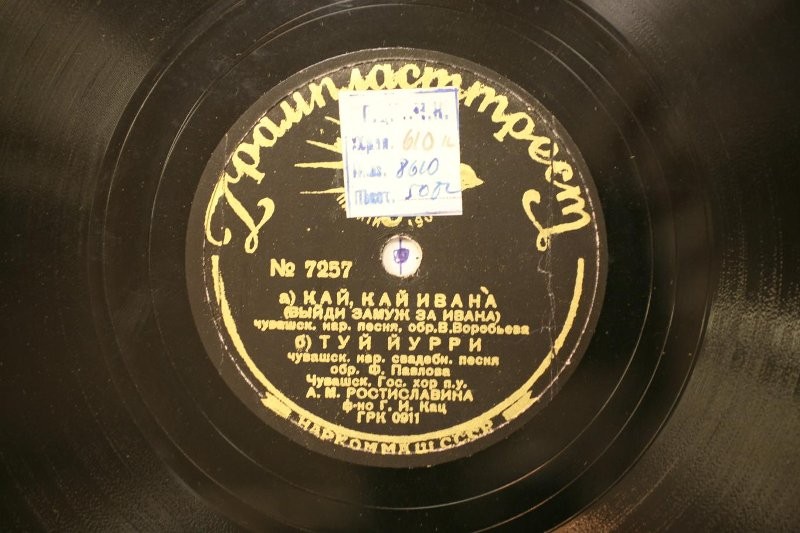 Грампласттрест
610
8610
№ 7257
а) КАЙ, КАЙ ИВАНА
(ВЫЙДИ ЗАМУЖ ЗА ИВАНА)
чувашск. нар. песня, обр. В. Воробьева
б) ТУЙ ЙУРРИ
чувашск. нар. свадебн. песня
обр. Ф. Павлова
Чувашск. Гос. хор п.у.
А. М. РОСТИСЛАВИНА
ф-но Г. И. Кац
ГРК 0911
НАРКОММАШ СССР